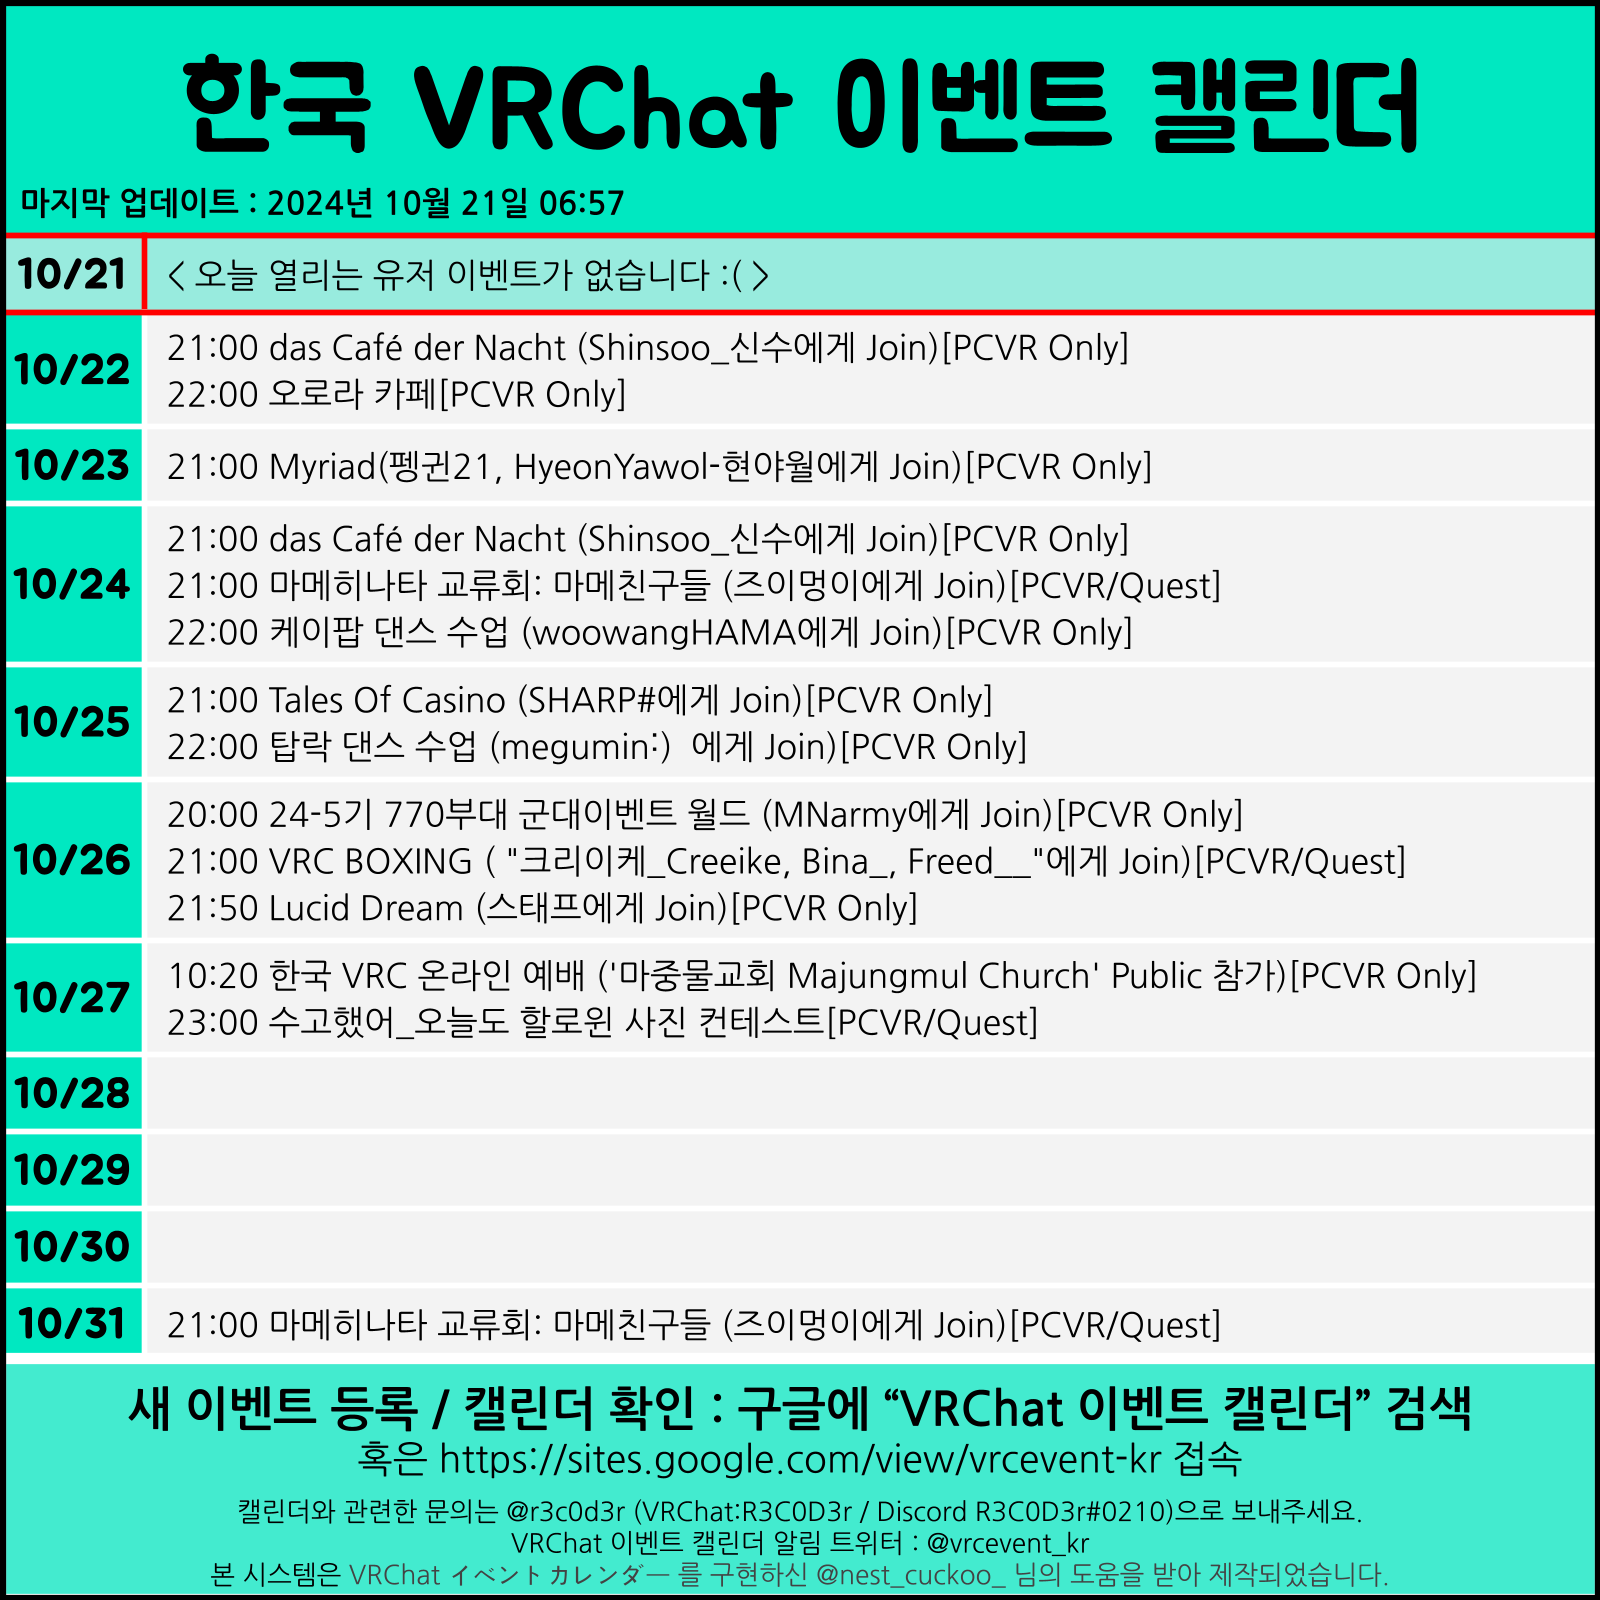 한국 VRChat 이벤트 캘린더
마지막 업데이트 : 2024년 10월 21일 06:57
10/21
< 오늘 열리는 유저 이벤트가 없습니다 :( >
10/22
21:00 das Café der Nacht (Shinsoo_신수에게 Join)[PCVR Only]
22:00 오로라 카페[PCVR Only]
10/23
21:00 Myriad(펭귄21, HyeonYawol-현야월에게 Join)[PCVR Only]
10/24
21:00 das Café der Nacht (Shinsoo_신수에게 Join)[PCVR Only]
21:00 마메히나타 교류회: 마메친구들 (즈이멍이에게 Join)[PCVR/Quest]
22:00 케이팝 댄스 수업 (woowangHAMA에게 Join)[PCVR Only]
10/25
21:00 Tales Of Casino (SHARP#에게 Join)[PCVR Only]
22:00 탑락 댄스 수업 (megumin:)  에게 Join)[PCVR Only]
10/26
20:00 24-5기 770부대 군대이벤트 월드 (MNarmy에게 Join)[PCVR Only]
21:00 VRC BOXING ( "크리이케_Creeike, Bina_, Freed__"에게 Join)[PCVR/Quest]
21:50 Lucid Dream (스태프에게 Join)[PCVR Only]
10/27
10:20 한국 VRC 온라인 예배 ('마중물교회 Majungmul Church' Public 참가)[PCVR Only]
23:00 수고했어_오늘도 할로윈 사진 컨테스트[PCVR/Quest]
10/28
10/29
10/30
10/31
21:00 마메히나타 교류회: 마메친구들 (즈이멍이에게 Join)[PCVR/Quest]
새 이벤트 등록 / 캘린더 확인 : 구글에 “VRChat 이벤트 캘린더” 검색
혹은 https://sites.google.com/view/vrcevent-kr 접속
캘린더와 관련한 문의는 @r3c0d3r (VRChat:R3C0D3r / Discord R3C0D3r#0210)으로 보내주세요.
VRChat 이벤트 캘린더 알림 트위터 : @vrcevent_kr
본 시스템은 VRChat イベントカレンダー 를 구현하신 @nest_cuckoo_ 님의 도움을 받아 제작되었습니다.